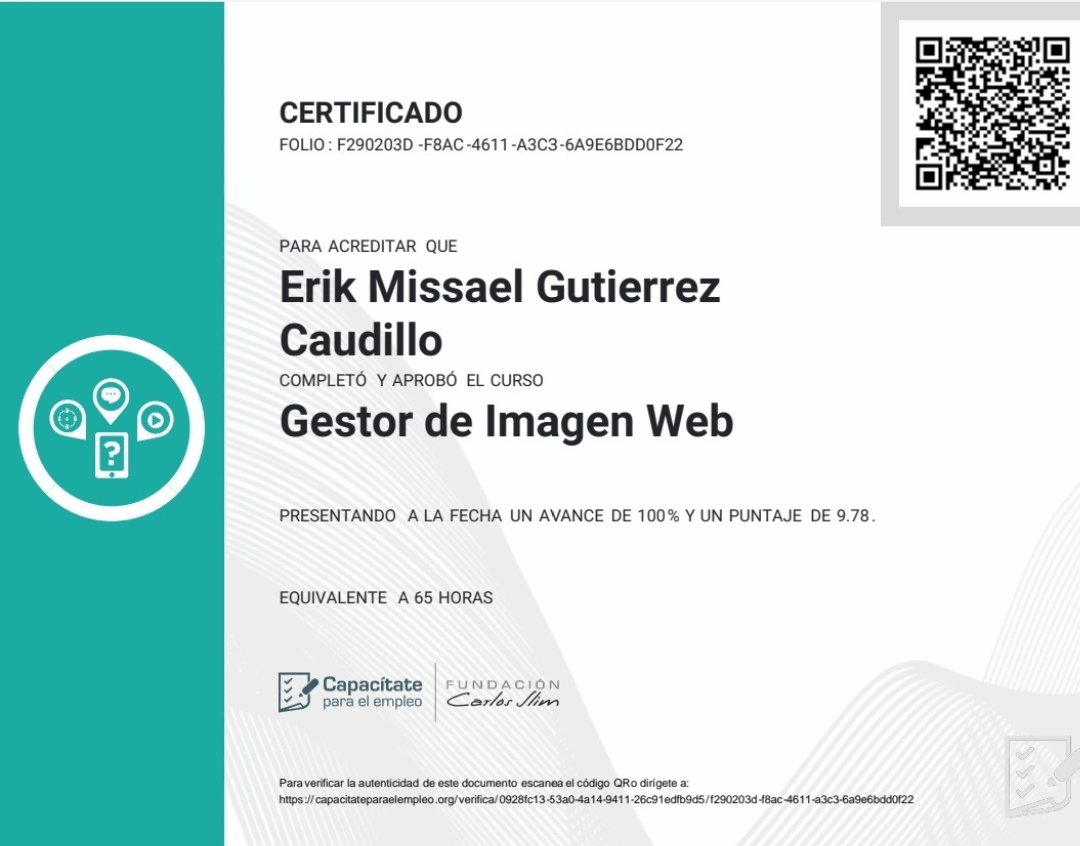 CERTIFICADO
FOLIO : F290203D -F8AC -4611 -A3C3 -6A9E6BDD0F22
PARA ACREDITAR QUE
Erik Missael Gutierrez
Caudillo
COMPLETÓ Y APROBÓ EL CURSO
Gestor de Imagen Web
?
PRESENTANDO A LA FECHA UN AVANCE DE 100% Y UN PUNTAJE DE 9.78.
EQUIVALENTE A 65 HORAS
Capacítate
para el empleo
FUNDACIÓN
Carlos Slim
Para verificar la autenticidad de este documento escanea el código QR o dirígete a:
https://capacitateparaelempleo.org/verifica/0928fc13-53a0-4a14-9411-26c91edfb9d5/f290203d-f8ac-4611-a3c3-6a9e6bdd0f22